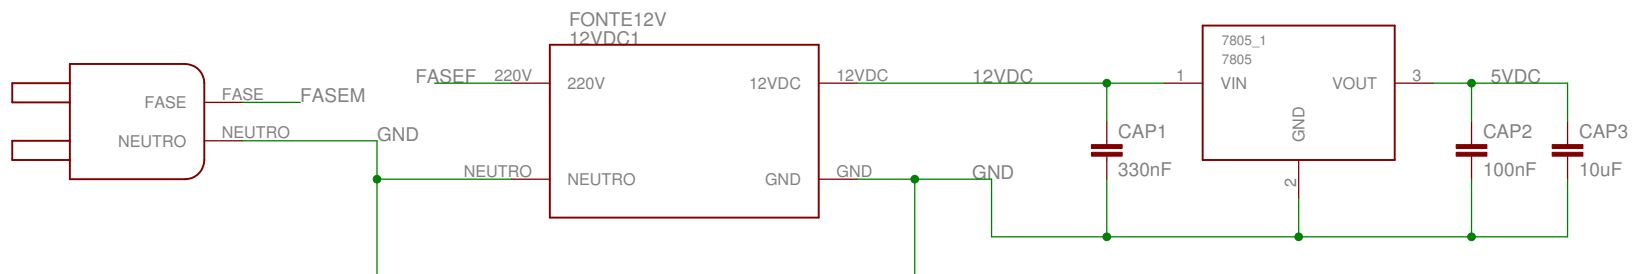 FONTE12V
12VDC1
FASE
NEUTRO
FASE
NEUTRO
FASEM
GND
FASEF
220V
NEUTRO
220V
NEUTRO
12VDC
GND
12VDC
GND
12VDC
GND
CAP1
330nF
7805_1
7805
1
VIN
GND
2
VOUT
3
5VDC
CAP2
100nF
CAP3
10uF